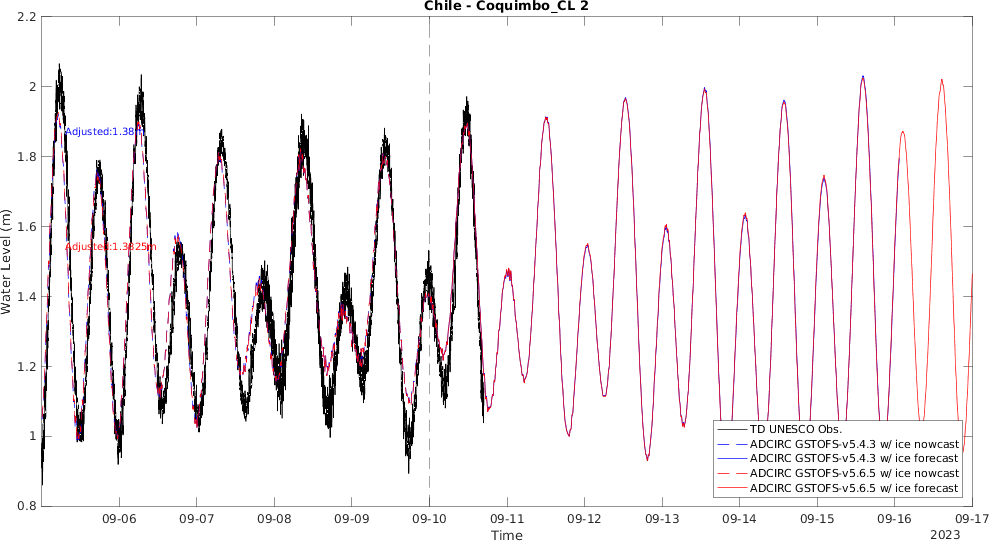 Chile - Coquimbo_CL 2
2.2
2
1.8
1.6
1.4
1.2
1
0.8
Water Level (m)
Adjusted:1.38m
Adjusted:1.3825m
TD UNESCO Obs.
ADCIRC GSTOFS-v5.4.3 w/ ice nowcast
ADCIRC GSTOFS-v5.4.3 w/ ice forecast
ADCIRC GSTOFS-v5.6.5 w/ ice nowcast
ADCIRC GSTOFS-v5.6.5 w/ ice forecast
09-06 09-07 09-08 09-09 09-10 09-11 09-12 09-13 09-14 09-15 09-16 09-17
Time
2023